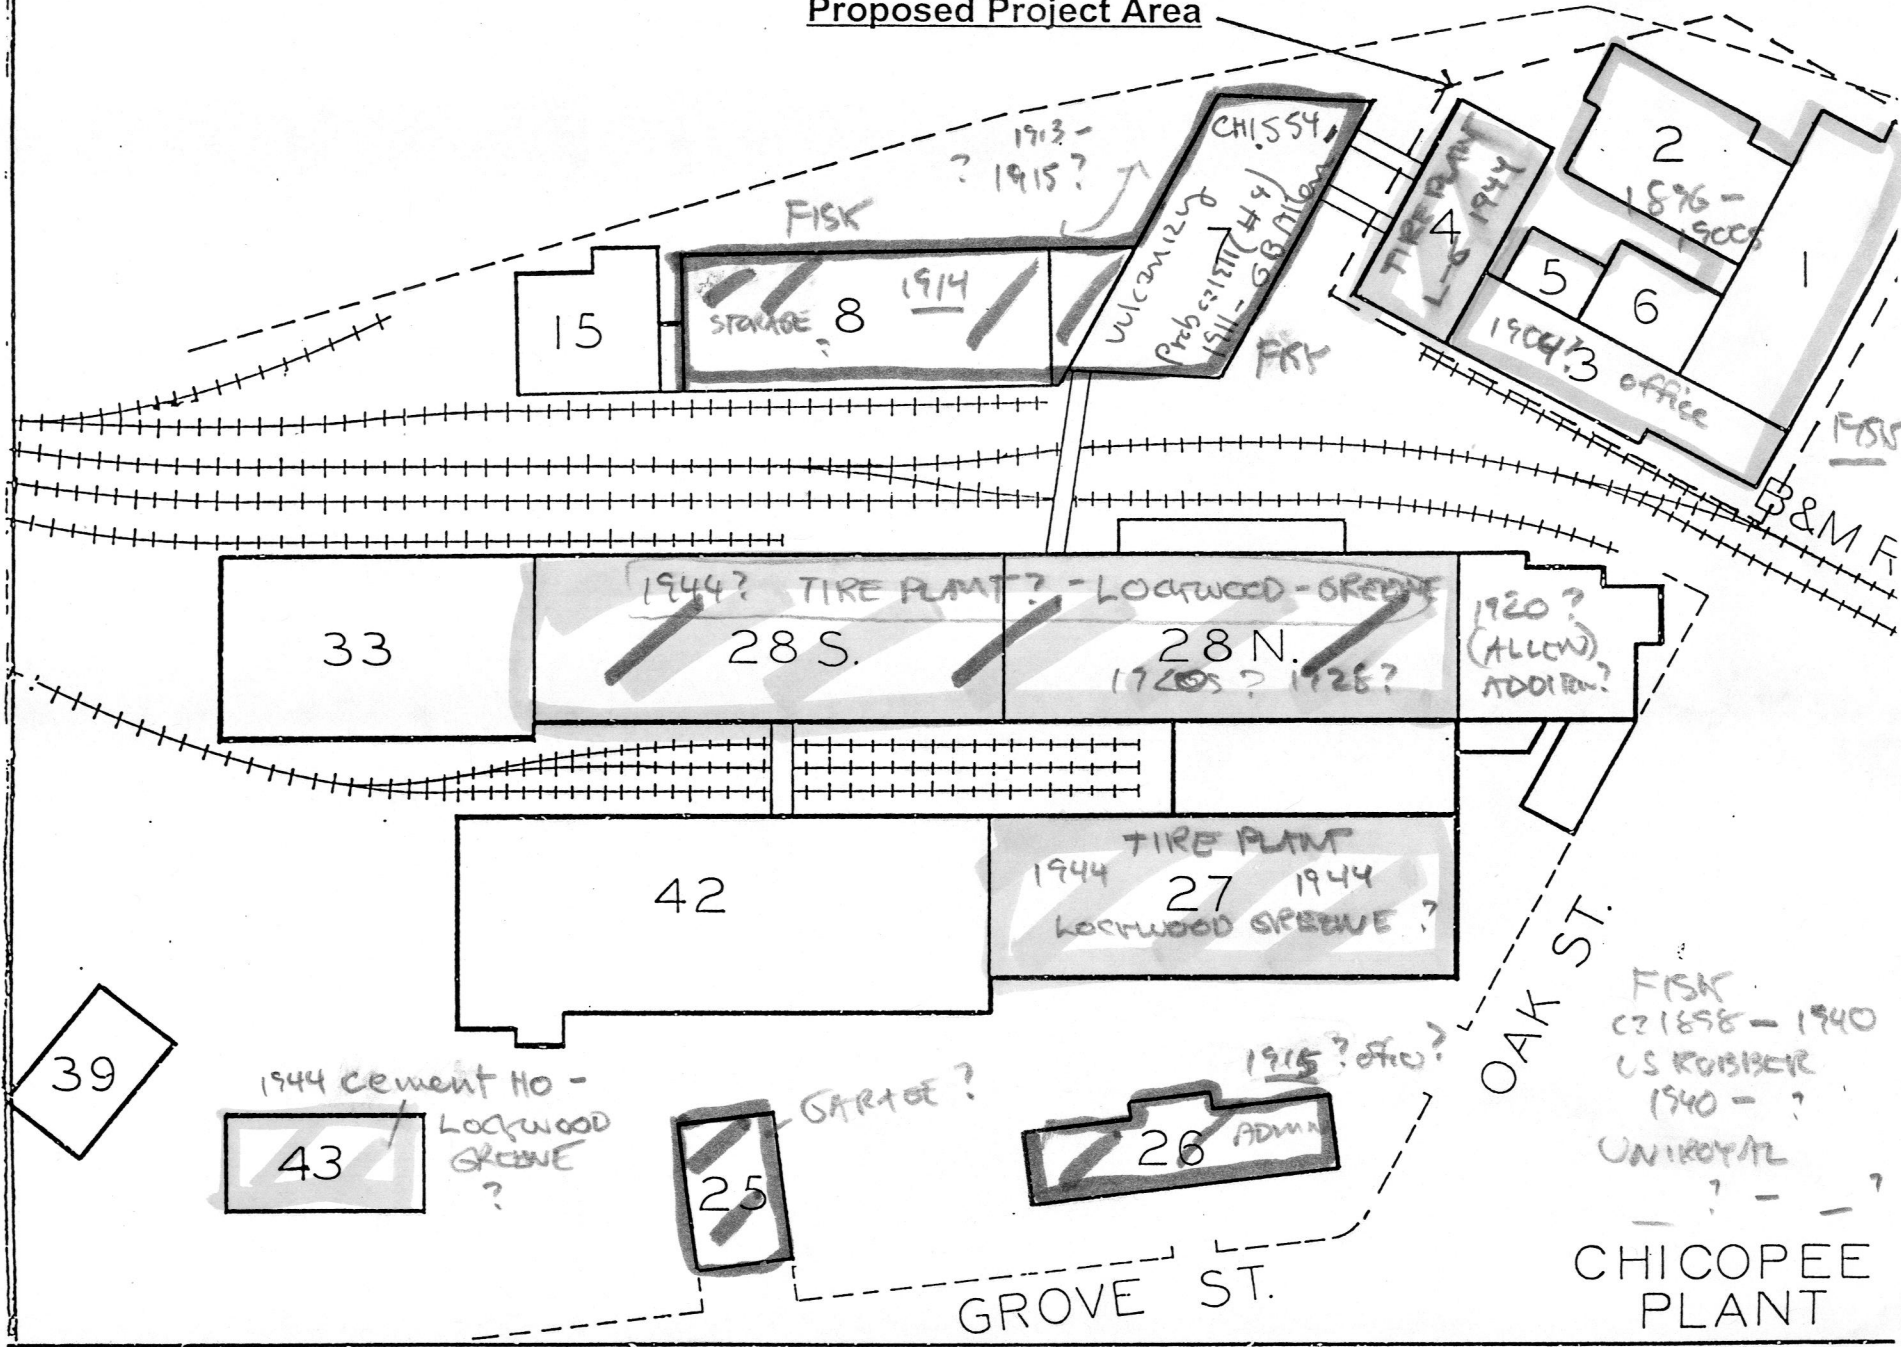 Proposed Project Area
1913 -
? 1915 ?
FISK
CHI.554.
Vulcanizing
7
1911 - GB Allen
TIRE PLANT
4
L-G 1944
2
1896 -
1900s
1
5
6
1904?
3
office
FISK
FISK
15
STORAGE
?
8
1914
B&M R
1944? TIRE PLANT? - LOCKWOOD - GREENE
33
28 S.
28 N.
1920s ? 1928?
1920 ?
(ALLEN)
ADDITION?
42
TIRE PLANT
1944
27
1944
LOCKWOOD GREENE ?
OAK ST.
39
1944 cement HO -
LOCKWOOD
GREENE
?
43
GARAGE ?
25
1915 ? ?
26
ADMIN
FISK
c? 1898 - 1940
US RUBBER
1940 - ?
UNIROYAL
? - ?
GROVE ST.
CHICOPEE
PLANT